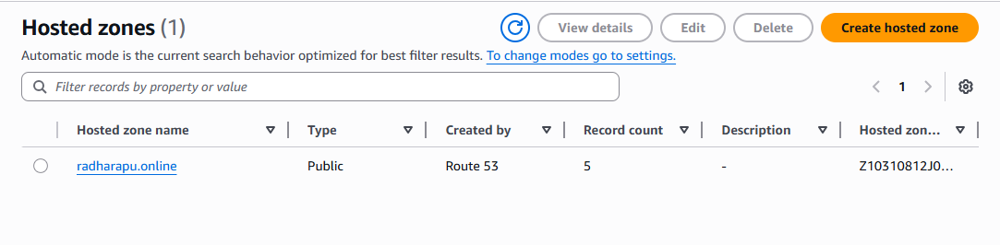 Hosted zones (1)
View details
Edit
Delete
Create hosted zone
Automatic mode is the current search behavior optimized for best filter results. To change modes go to settings.
Filter records by property or value
1
Hosted zone name Type Created by Record count Description Hosted zon...
radharapu.online Public Route 53 5 - Z10310812J0...